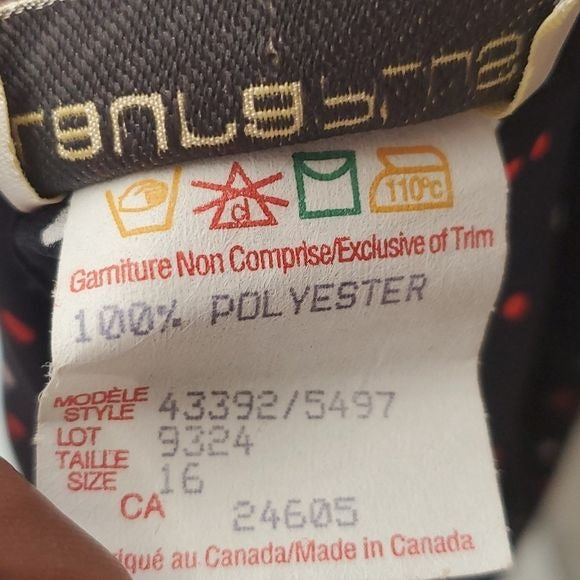 cl
110°C
Garniture Non Comprise/Exclusive of Trim
100% POLYESTER
MODÈLE
STYLE 43392/5497
LOT 9324
TAILLE
SIZE 16
CA 24605
au Canada/Made in Canada